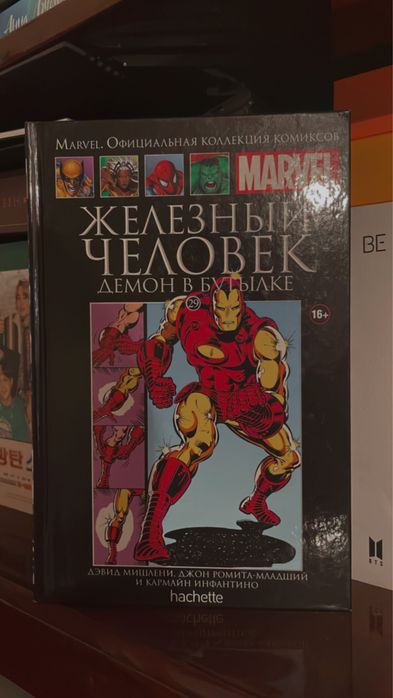 MARVEL. ОФИЦИАЛЬНАЯ КОЛЛЕКЦИЯ КОМИКСОВ
MARVEL
ЖЕЛЕЗНЫЙ
ЧЕЛОВЕК
ДЕМОН В БУТЫЛКЕ
29
16+
ДЭВИД МИШЛЕНИ, ДЖОН РОМИТА-МЛАДШИЙ
И КАРМАЙН ИНФАНТИНО
hachette
BE
BTS